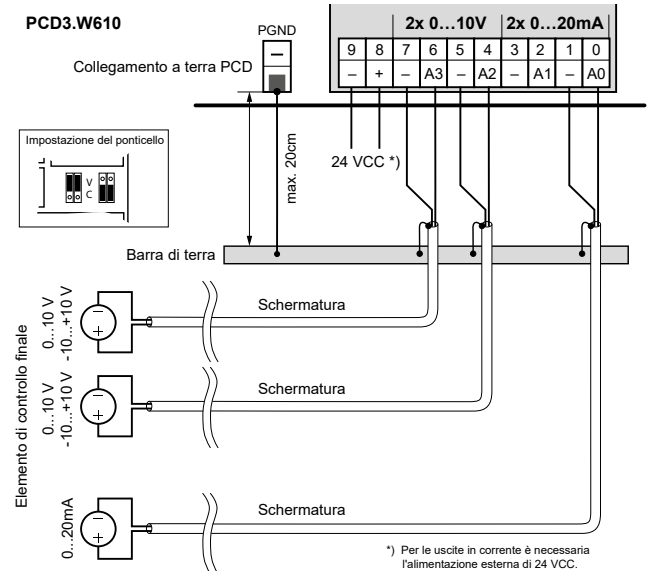 PCD3.W610
PGND
2x 0…10V
2x 0…20mA
–
9 8 7 6 5 4 3 2 1 0
– + – A3 – A2 – A1 – A0
Collegamento a terra PCD
Impostazione del ponticello
V
C
max. 20cm
24 VCC *)
Barra di terra
Elemento di controllo finale
0...10 V
-10...+10 V
–
+
Schermatura
0...10 V
-10...+10 V
–
+
Schermatura
0...20mA
–
+
Schermatura
*) Per le uscite in corrente è necessaria
l'alimentazione esterna di 24 VCC.